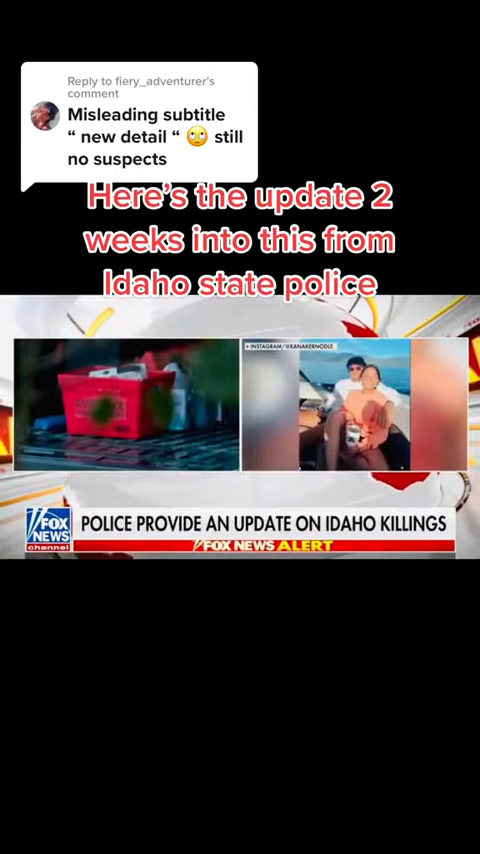 Reply to fiery_adventurer's
comment
Misleading subtitle
“ new detail “ 🙄 still
no suspects
Here's the update 2
weeks into this from
Idaho state police
INSTAGRAM/@KANAKERNODLE
FOX
NEWS
channel
POLICE PROVIDE AN UPDATE ON IDAHO KILLINGS
FOX NEWS ALERT